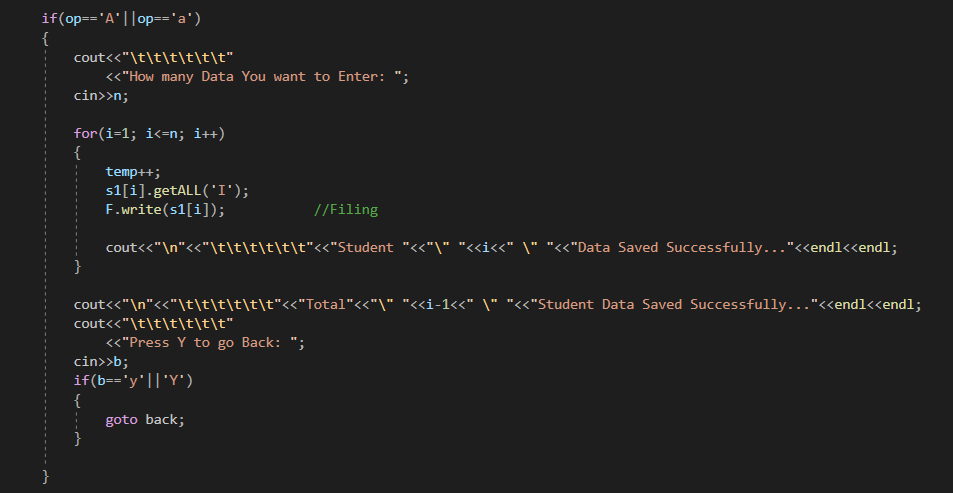 if(op=='A'||op=='a')
{
cout<<"\t\t\t\t\t\t"
<<"How many Data You want to Enter: ";
cin>>n;
for(i=1; i<=n; i++)
{
temp++;
s1[i].getALL('I');
F.write(s1[i]); //Filing
cout<<"\n"<<"\t\t\t\t\t\t"<<"Student "<<"\" "<<i<<" \" "<<"Data Saved Successfully..."<<endl<<endl;
}
cout<<"\n"<<"\t\t\t\t\t\t"<<"Total"<<"\" "<<i-1<<" \" "<<"Student Data Saved Successfully..."<<endl<<endl;
cout<<"\t\t\t\t\t\t"
<<"Press Y to go Back: ";
cin>>b;
if(b=='y'||'Y')
{
goto back;
}
}